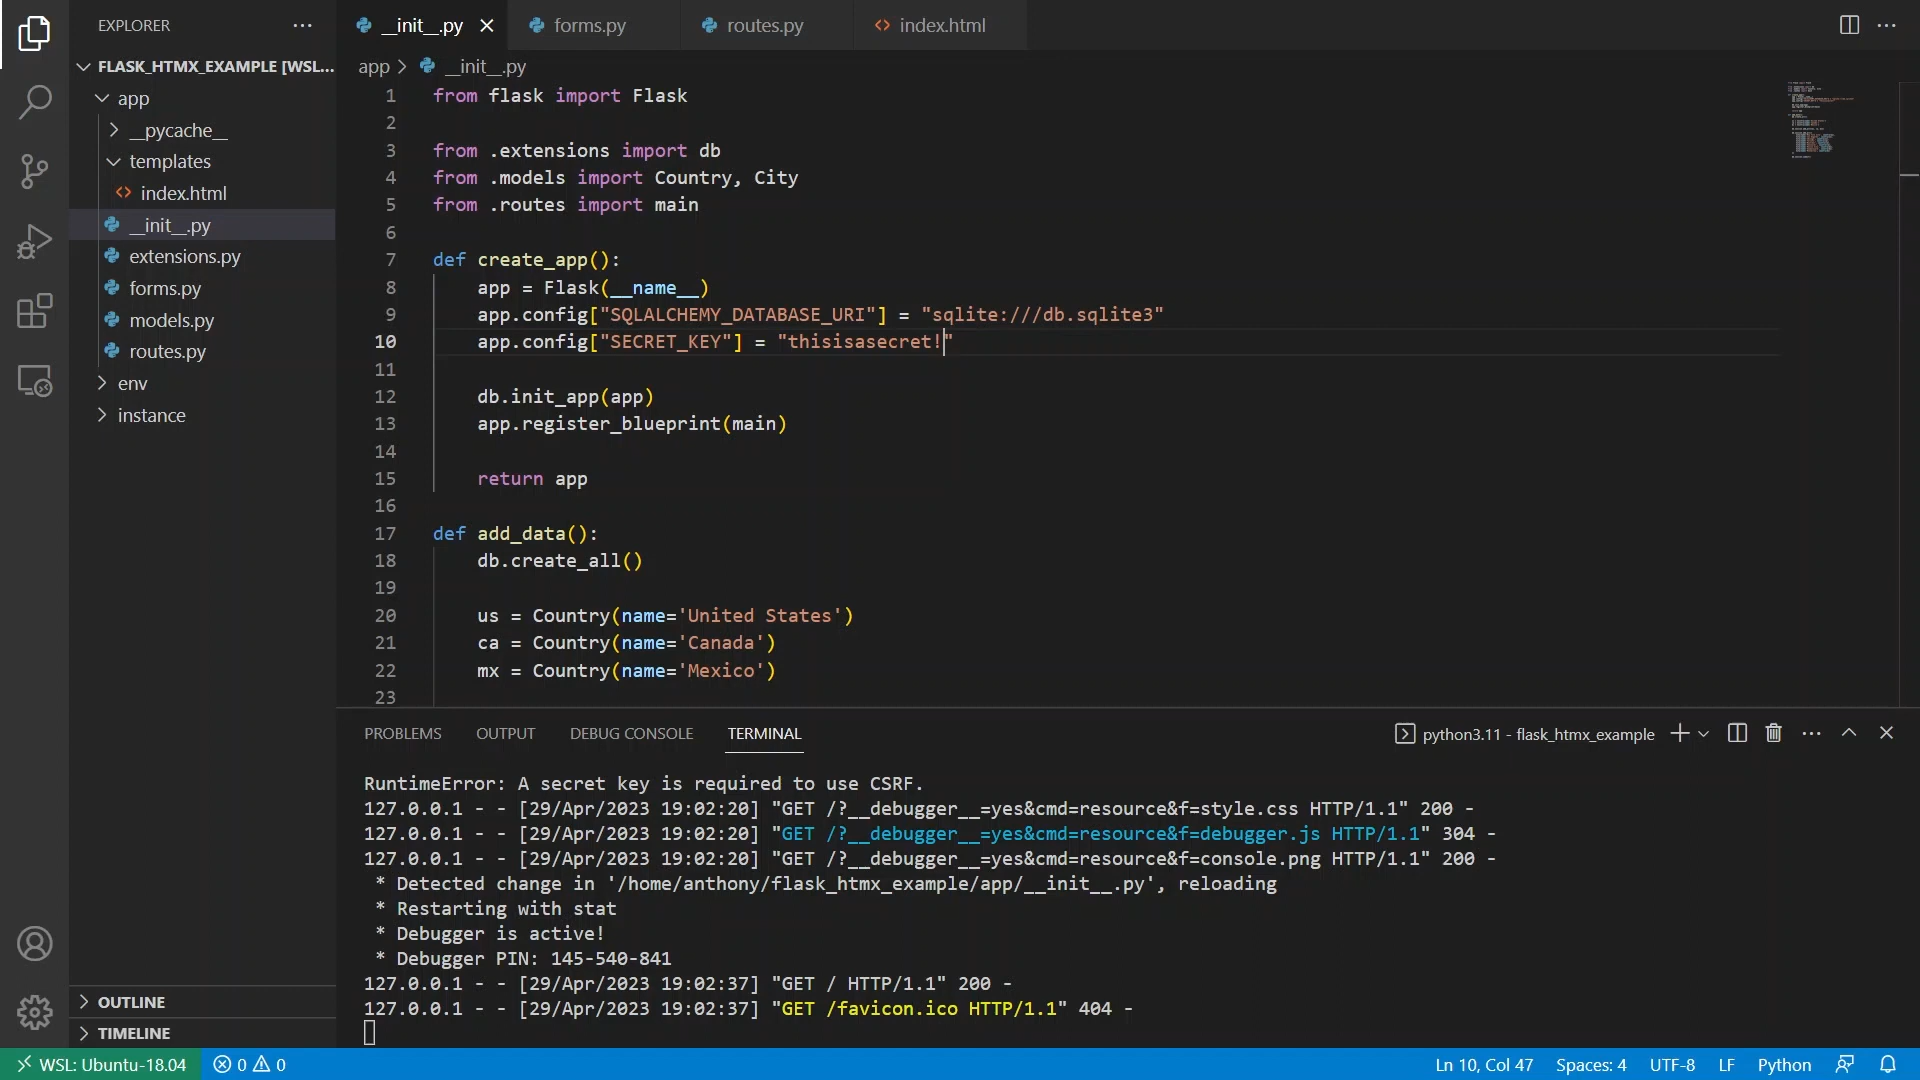 EXPLORER
FLASK_HTMX_EXAMPLE [WSL...
app
__pycache__
templates
index.html
__init__.py
extensions.py
forms.py
models.py
routes.py
env
instance
OUTLINE
TIMELINE
__init__.py
forms.py
routes.py
index.html
app > __init__.py
1 from flask import Flask
2
3 from .extensions import db
4 from .models import Country, City
5 from .routes import main
6
7 def create_app():
8     app = Flask(__name__)
9     app.config["SQLALCHEMY_DATABASE_URI"] = "sqlite:///db.sqlite3"
10     app.config["SECRET_KEY"] = "thisisasecret!"
11
12     db.init_app(app)
13     app.register_blueprint(main)
14
15     return app
16
17 def add_data():
18     db.create_all()
19
20     us = Country(name='United States')
21     ca = Country(name='Canada')
22     mx = Country(name='Mexico')
23
PROBLEMS OUTPUT DEBUG CONSOLE TERMINAL
python3.11 - flask_htmx_example
RuntimeError: A secret key is required to use CSRF.
127.0.0.1 - - [29/Apr/2023 19:02:20] "GET /?__debugger__=yes&cmd=resource&f=style.css HTTP/1.1" 200 -
127.0.0.1 - - [29/Apr/2023 19:02:20] "GET /?__debugger__=yes&cmd=resource&f=debugger.js HTTP/1.1" 304 -
127.0.0.1 - - [29/Apr/2023 19:02:20] "GET /?__debugger__=yes&cmd=resource&f=console.png HTTP/1.1" 200 -
 * Detected change in '/home/anthony/flask_htmx_example/app/__init__.py', reloading
 * Restarting with stat
 * Debugger is active!
 * Debugger PIN: 145-540-841
127.0.0.1 - - [29/Apr/2023 19:02:37] "GET / HTTP/1.1" 200 -
127.0.0.1 - - [29/Apr/2023 19:02:37] "GET /favicon.ico HTTP/1.1" 404 -
WSL: Ubuntu-18.04 0 0 Ln 10, Col 47 Spaces: 4 UTF-8 LF Python